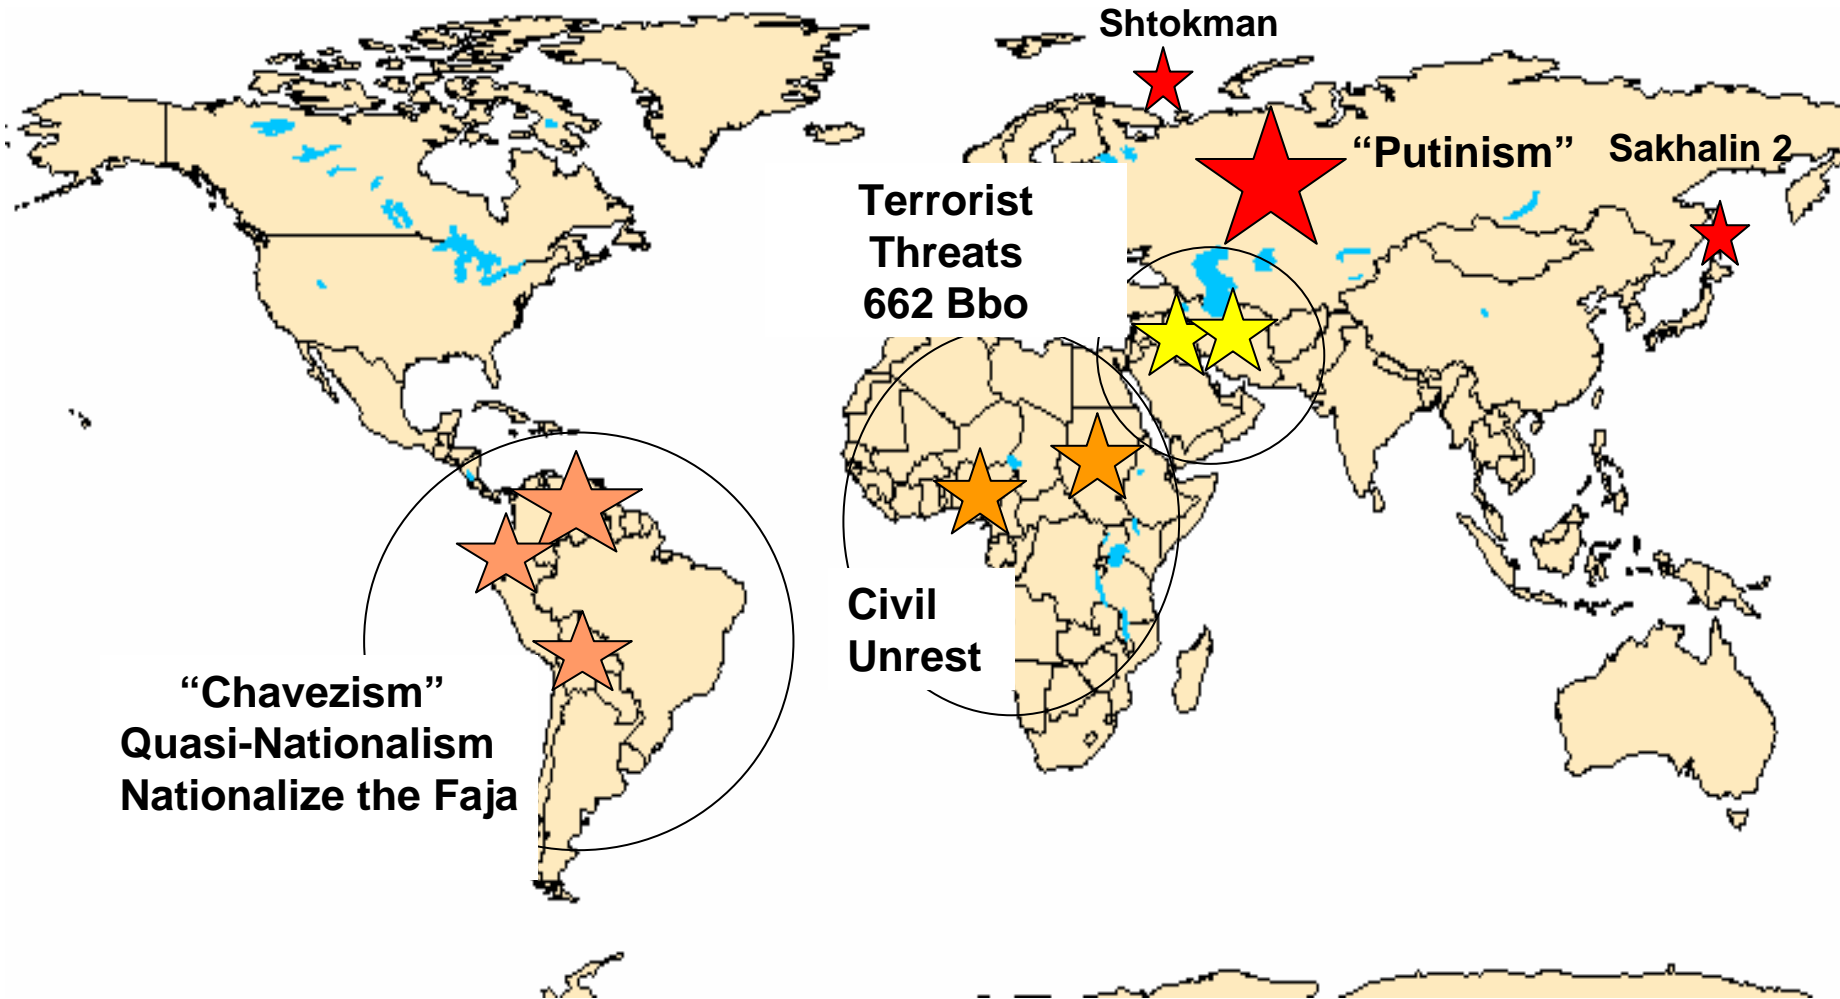 Shtokman
“Putinism”
Sakhalin 2
Terrorist
Threats
662 Bbo
Civil
Unrest
“Chavezism”
Quasi-Nationalism
Nationalize the Faja